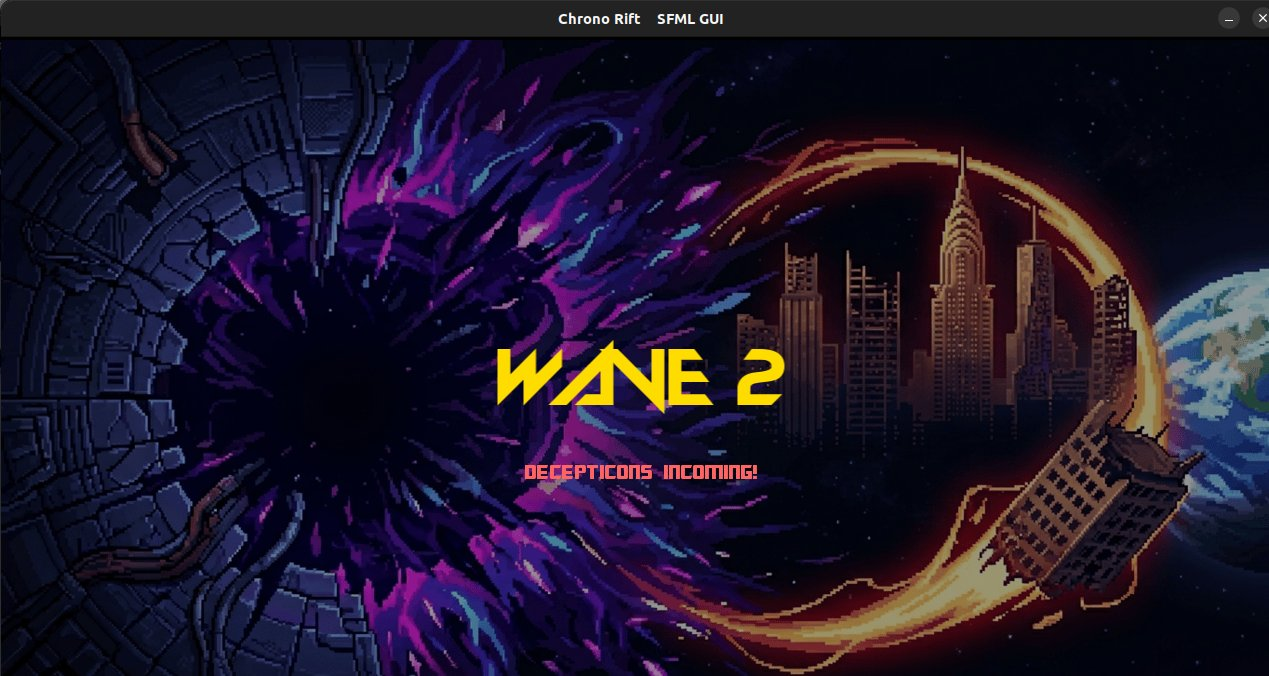 Chrono Rift   SFML GUI
WAVE 2
DECEPTICONS INCOMING!